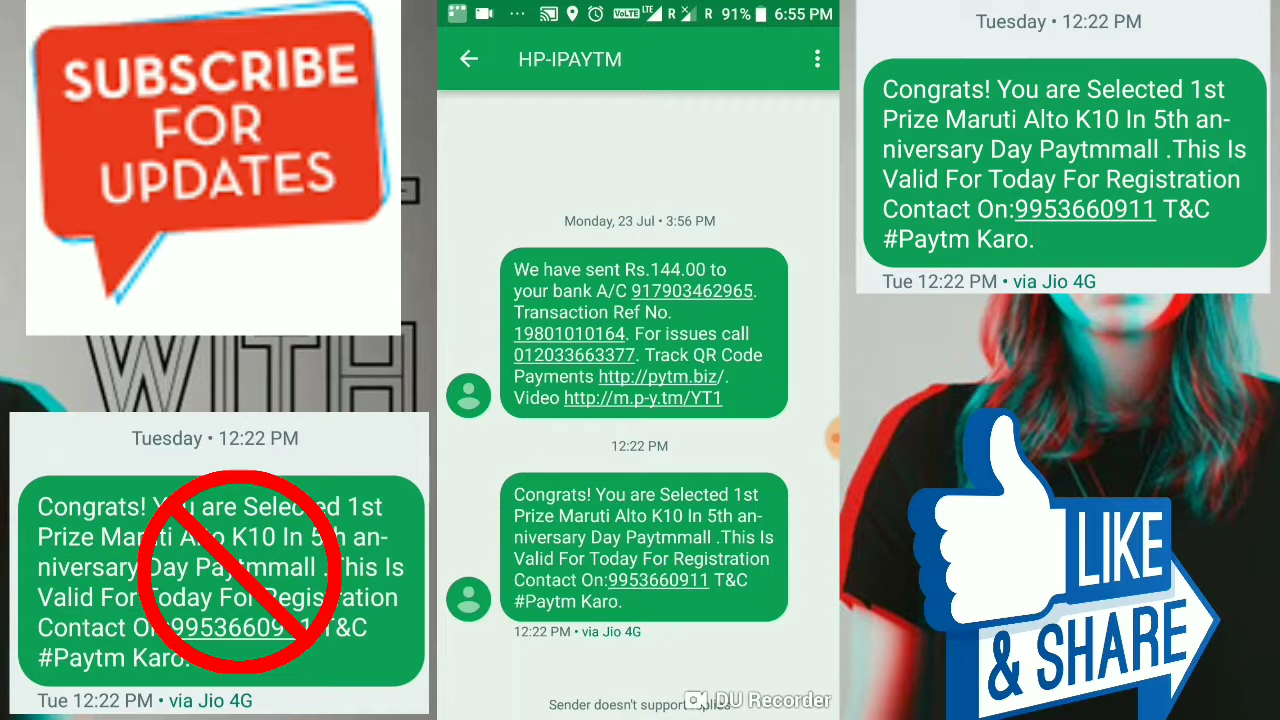 SUBSCRIBE
FOR
UPDATES
WITH
Tuesday • 12:22 PM
Congrats! You are Selected 1st
Prize Maruti Alto K10 In 5th an-
niversary Day Paytmmall .This Is
Valid For Today For Registration
Contact On:9953660911 T&C
#Paytm Karo.
Tue 12:22 PM • via Jio 4G
VoLTE LTE R R 91% 6:55 PM
HP-IPAYTM
Monday, 23 Jul • 3:56 PM
We have sent Rs.144.00 to
your bank A/C 917903462965.
Transaction Ref No.
19801010164. For issues call
012033663377. Track QR Code
Payments http://pytm.biz/.
Video http://m.p-y.tm/YT1
12:22 PM
Congrats! You are Selected 1st
Prize Maruti Alto K10 In 5th an-
niversary Day Paytmmall .This Is
Valid For Today For Registration
Contact On:9953660911 T&C
#Paytm Karo.
12:22 PM • via Jio 4G
Sender doesn't support replies
DU Recorder
Tuesday • 12:22 PM
Congrats! You are Selected 1st
Prize Maruti Alto K10 In 5th an-
niversary Day Paytmmall .This Is
Valid For Today For Registration
Contact On:9953660911 T&C
#Paytm Karo.
Tue 12:22 PM • via Jio 4G
LIKE
& SHARE